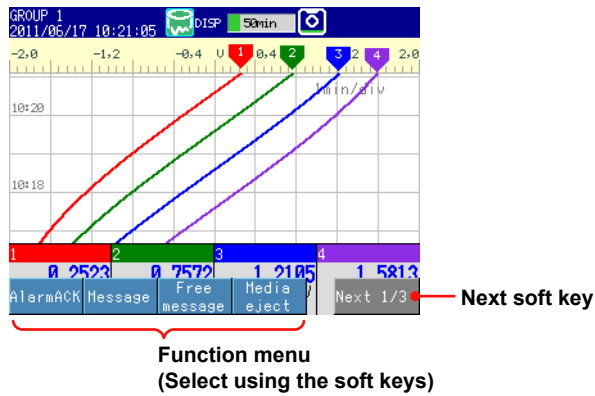 GROUP 1
2011/06/17 10:21:05 DISP 50min
-2,0 -1,2 -0,4 V 1 0,4 2 3 2 4 2,0
1min/div
10:20
10:18
1 2 3 4
0.2523 0.7572 1.2105 1.5813
AlarmACK Message Free message Media eject Next 1/3
Next soft key
Function menu
(Select using the soft keys)